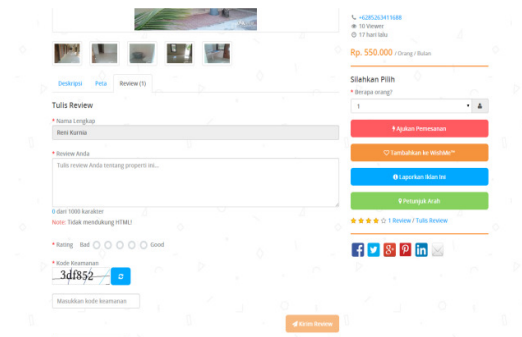 +6285263411688
10 Viewer
17 hari lalu
Rp. 550.000 / Orang / Bulan
Deskripsi Peta Review (1)
Tulis Review
* Nama Lengkap
Reni Kurnia
* Review Anda
Tulis review Anda tentang properti ini...
0 dari 1000 karakter
Note: Tidak mendukung HTML!
* Rating Bad Good
* Kode Keamanan
3df852
Masukkan kode keamanan
Kirim Review
Silahkan Pilih
* Berapa orang?
1
Ajukan Pemesanan
Tambahkan ke WishMe™
Laporkan Iklan Ini
Petunjuk Arah
1 Review / Tulis Review